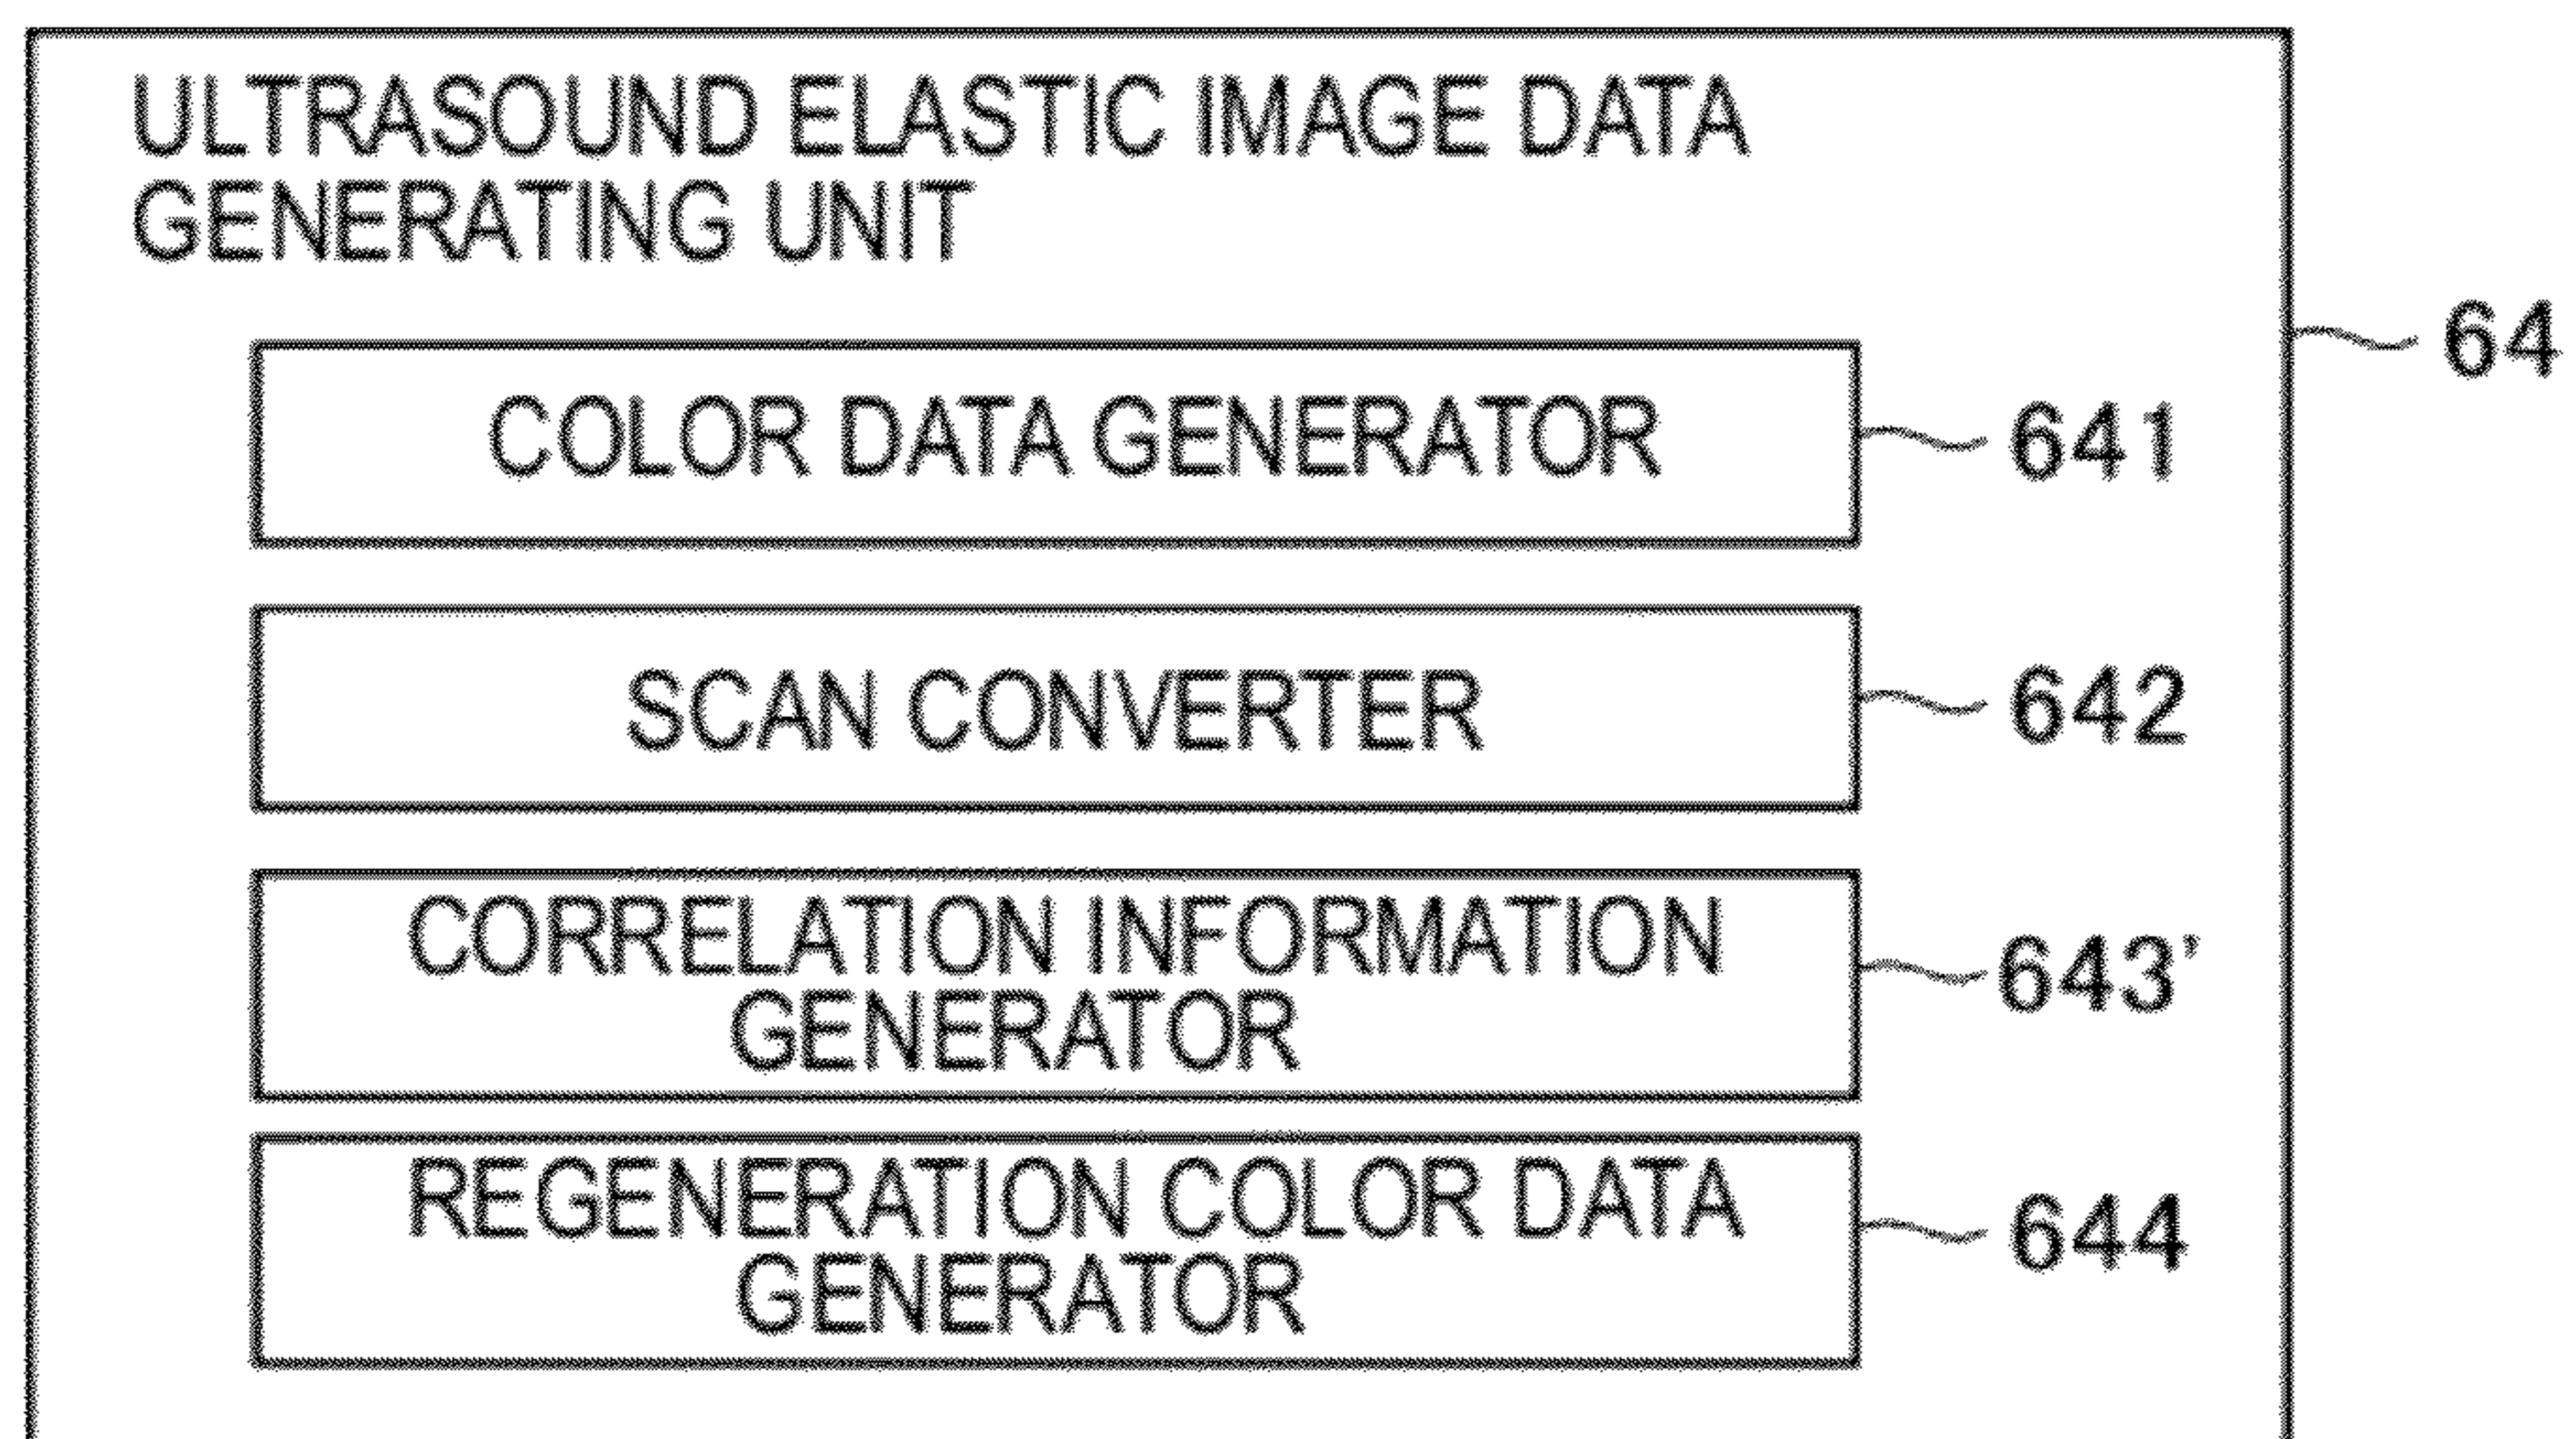 ULTRASOUND ELASTIC IMAGE DATA
GENERATING UNIT
64
COLOR DATA GENERATOR
641
SCAN CONVERTER
642
CORRELATION INFORMATION
GENERATOR
643'
REGENERATION COLOR DATA
GENERATOR
644